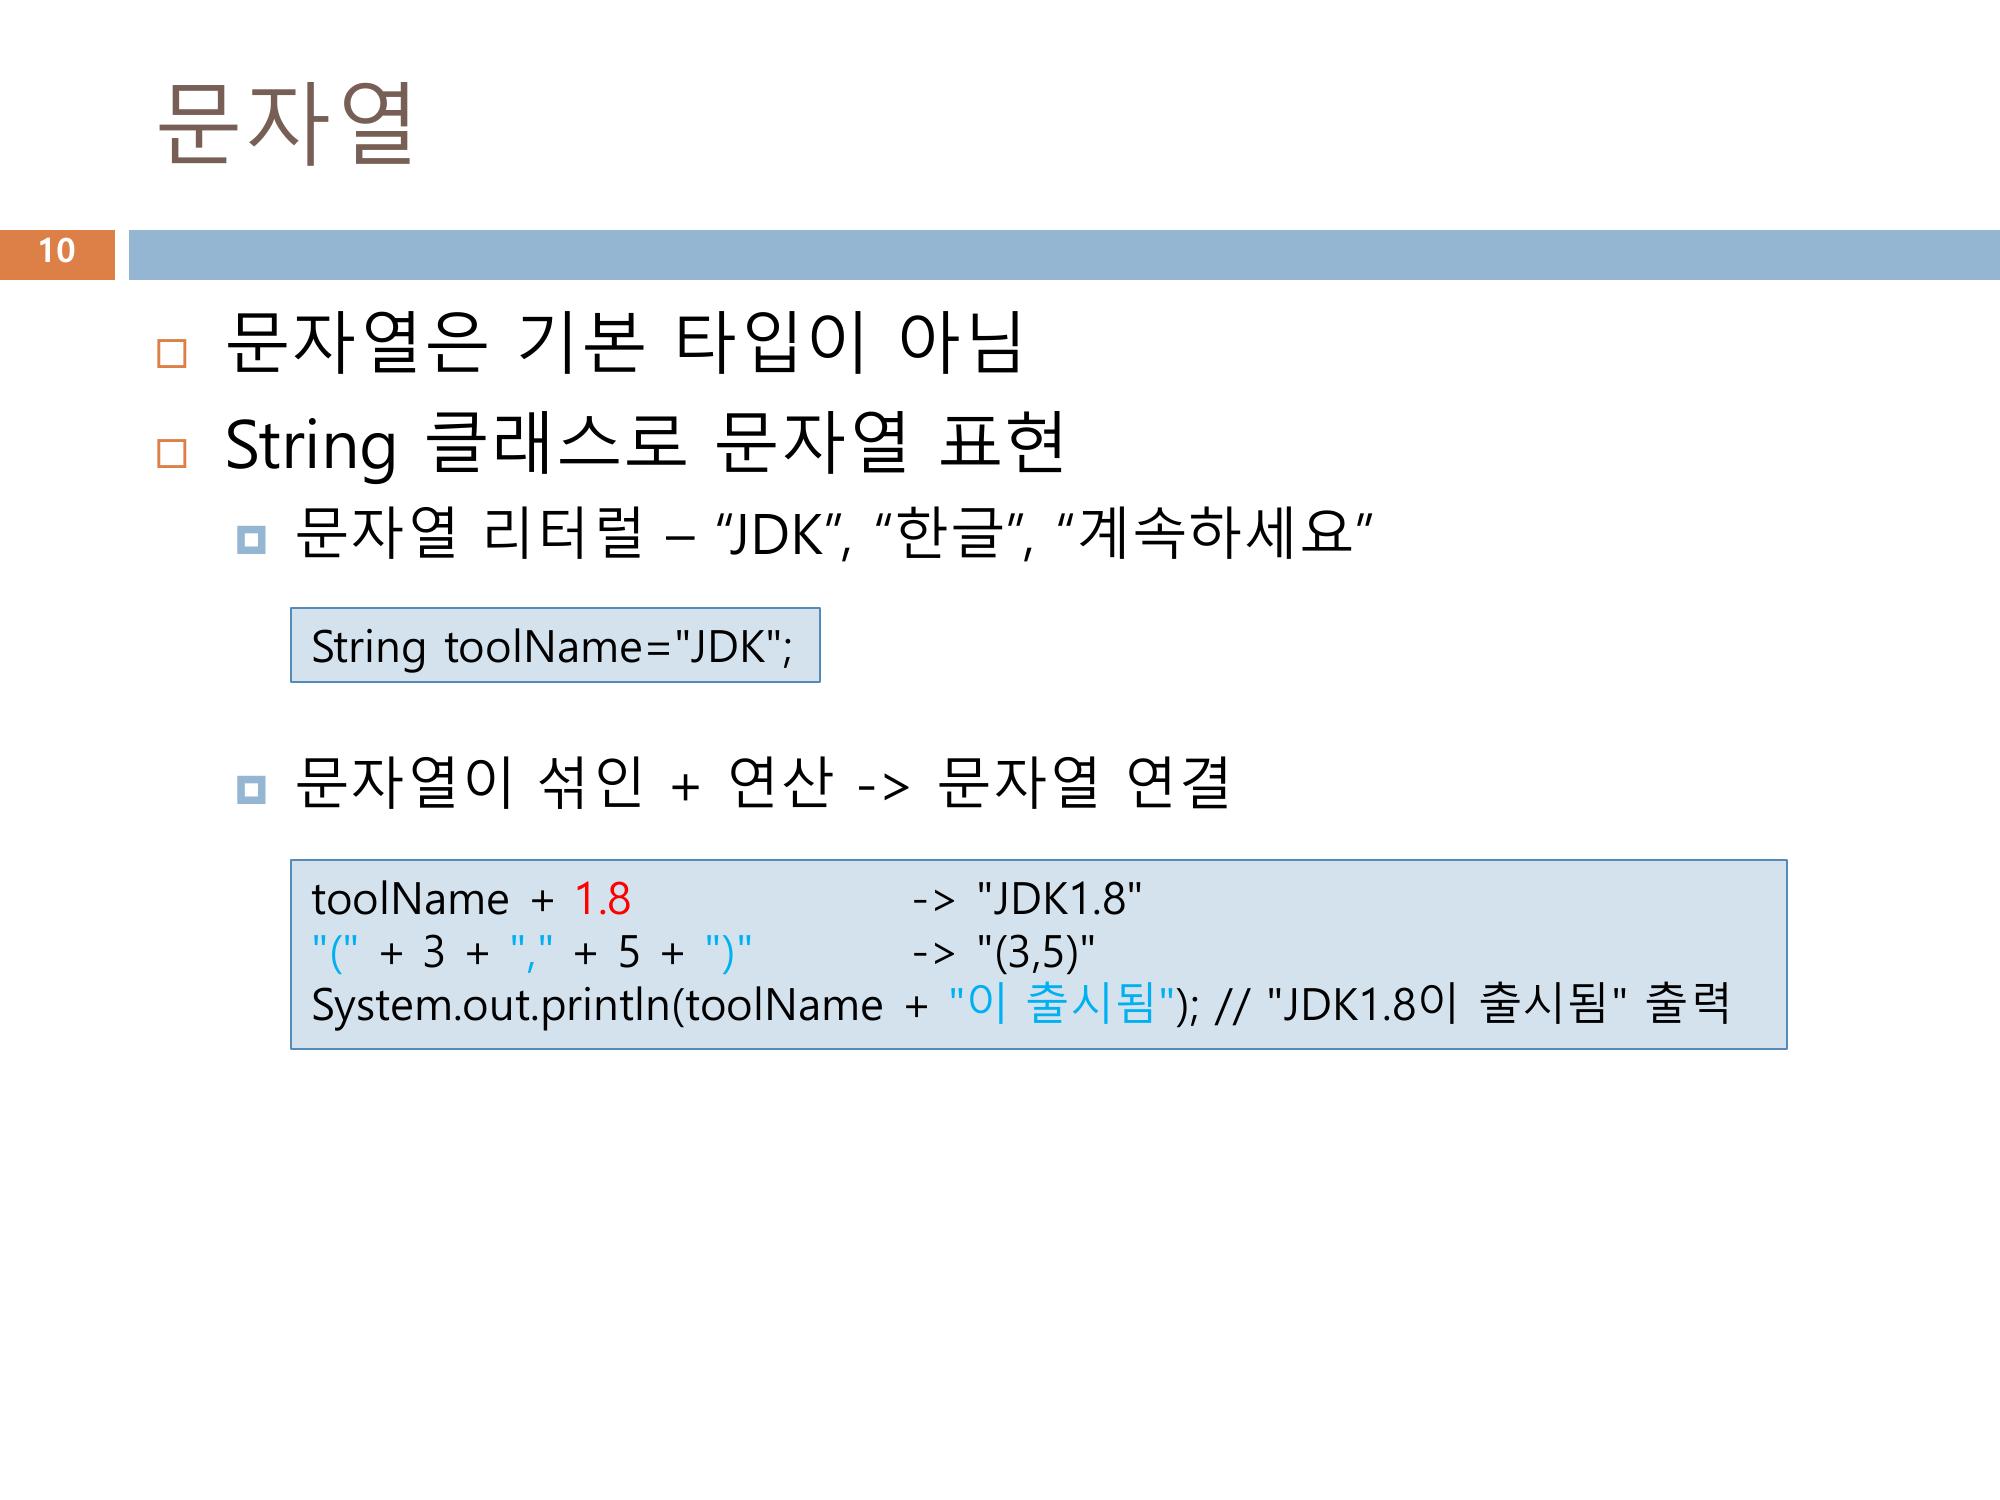 문자열
10
문자열은 기본 타입이 아님
String 클래스로 문자열 표현
문자열 리터럴 – “JDK”, “한글”, “계속하세요”
String toolName="JDK";
문자열이 섞인 + 연산 -> 문자열 연결
toolName + 1.8 -> "JDK1.8"
"(" + 3 + "," + 5 + ")" -> "(3,5)"
System.out.println(toolName + "이 출시됨"); // "JDK1.8이 출시됨" 출력